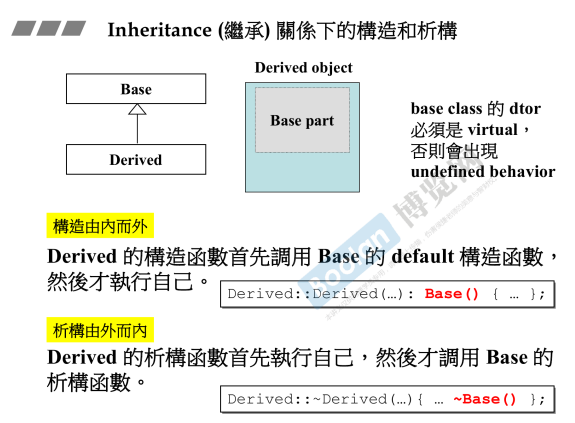 Inheritance (繼承) 關係下的構造和析構
Base
Derived
Derived object
Base part
base class 的 dtor
必須是 virtual，
否則會出現
undefined behavior
Boolan 博览网
構造由內而外
Derived 的構造函數首先調用 Base 的 default 構造函數，
然後才執行自己。
Derived::Derived(…): Base() { … };
析構由外而內
Derived 的析構函數首先執行自己，然後才調用 Base 的
析構函數。
Derived::~Derived(…){ … ~Base() };